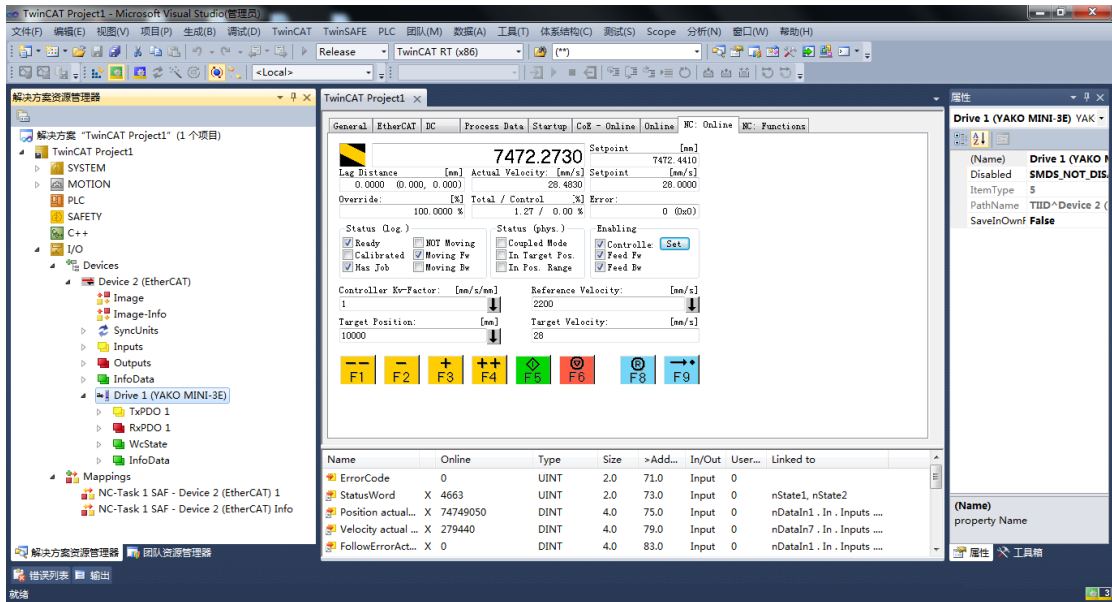 TwinCAT Project1 - Microsoft Visual Studio(管理员)
文件(F) 编辑(E) 视图(V) 项目(P) 生成(B) 调试(D) TwinCAT TwinSAFE PLC 团队(M) 数据(A) 工具(T) 体系结构(C) 测试(S) Scope 分析(N) 窗口(W) 帮助(H)
Release TwinCAT RT (x86) (**)
<Local>
解决方案资源管理器
解决方案 "TwinCAT Project1" (1 个项目)
TwinCAT Project1
SYSTEM
MOTION
PLC
SAFETY
C++
I/O
Devices
Device 2 (EtherCAT)
Image
Image-Info
SyncUnits
Inputs
Outputs
InfoData
Drive 1 (YAKO MINI-3E)
TxPDO 1
RxPDO 1
WcState
InfoData
Mappings
NC-Task 1 SAF - Device 2 (EtherCAT) 1
NC-Task 1 SAF - Device 2 (EtherCAT) Info
解决方案资源管理器 团队资源管理器
TwinCAT Project1
General EtherCAT DC Process Data Startup CoE - Online Online NC: Online NC: Functions
7472.2730
Setpoint [mm]
7472.4410
Lag Distance [mm] Actual Velocity: [mm/s] Setpoint [mm/s]
0.0000 (0.000, 0.000) 28.4830 28.0000
Override: [%] Total / Control [%] Error:
100.0000 % 1.27 / 0.00 % 0 (0x0)
Status (log.) Status (phys.) Enabling
Ready NOT Moving Coupled Mode Controlle: Set
Calibrated Moving Fw In Target Pos. Feed Fw
Has Job Moving Bw In Pos. Range Feed Bw
Controller Kv-Factor: [mm/s/mm] Reference Velocity: [mm/s]
1 2200
Target Position: [mm] Target Velocity: [mm/s]
10000 28
-- - + ++ R
F1 F2 F3 F4 F5 F6 F8 F9
Name Online Type Size >Add... In/Out User... Linked to
ErrorCode 0 UINT 2.0 71.0 Input 0
StatusWord X 4663 UINT 2.0 73.0 Input 0 nState1, nState2
Position actual... X 74749050 DINT 4.0 75.0 Input 0 nDataIn1 . In . Inputs ....
Velocity actual ... X 279440 DINT 4.0 79.0 Input 0 nDataIn7 . In . Inputs ....
FollowErrorAct... X 0 DINT 4.0 83.0 Input 0 nDataIn1 . In . Inputs ....
属性
Drive 1 (YAKO MINI-3E) YAK
(Name) Drive 1 (YAKO M
Disabled SMDS_NOT_DIS
ItemType 5
PathName TIID^Device 2 (
SaveInOwnF False
(Name)
property Name
属性 工具箱
错误列表 输出
就绪
3